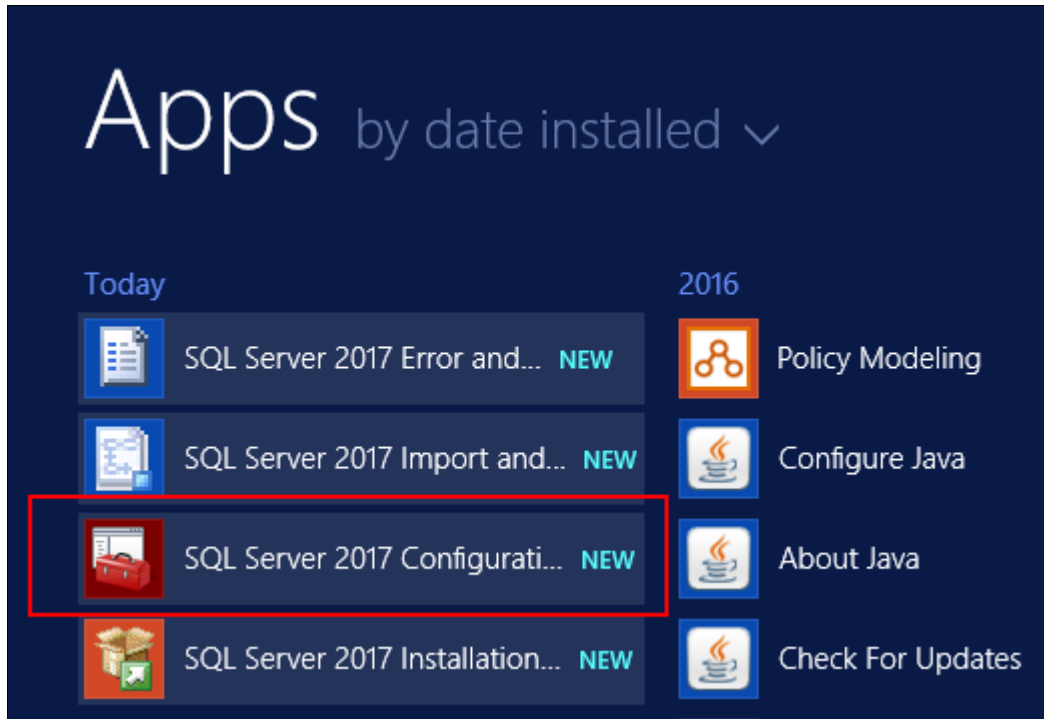 Apps by date installed
Today
SQL Server 2017 Error and... NEW
SQL Server 2017 Import and... NEW
SQL Server 2017 Configurati... NEW
SQL Server 2017 Installation... NEW
2016
Policy Modeling
Configure Java
About Java
Check For Updates